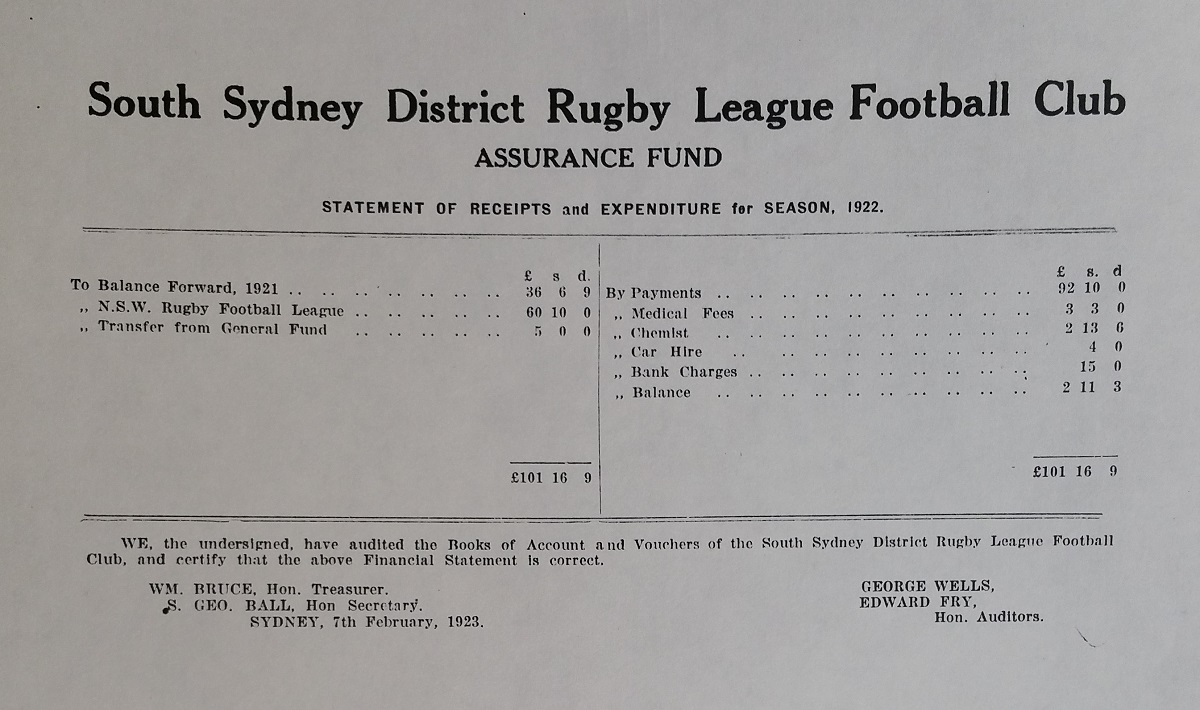 South Sydney District Rugby League Football Club
ASSURANCE FUND
STATEMENT OF RECEIPTS and EXPENDITURE for SEASON, 1922.
£ s d.
To Balance Forward, 1921 .. .. .. .. .. .. .. 36 6 9
„ N.S.W. Rugby Football League .. .. .. .. .. 60 10 0
„ Transfer from General Fund .. .. .. .. .. 5 0 0
£101 16 9
£ s. d
By Payments .. .. .. .. .. .. .. .. .. .. 92 10 0
„ Medical Fees .. .. .. .. .. .. .. .. .. 3 3 0
„ Chemist .. .. .. .. .. .. .. .. .. .. 2 13 6
„ Car Hire .. .. .. .. .. .. .. .. .. 4 0
„ Bank Charges .. .. .. .. .. .. .. .. .. 15 0
„ Balance .. .. .. .. .. .. .. .. .. .. 2 11 3
£101 16 9
WE, the undersigned, have audited the Books of Account and Vouchers of the South Sydney District Rugby League Football
Club, and certify that the above Financial Statement is correct.
WM. BRUCE, Hon. Treasurer.
S. GEO. BALL, Hon Secretary.
SYDNEY, 7th February, 1923.
GEORGE WELLS,
EDWARD FRY,
Hon. Auditors.